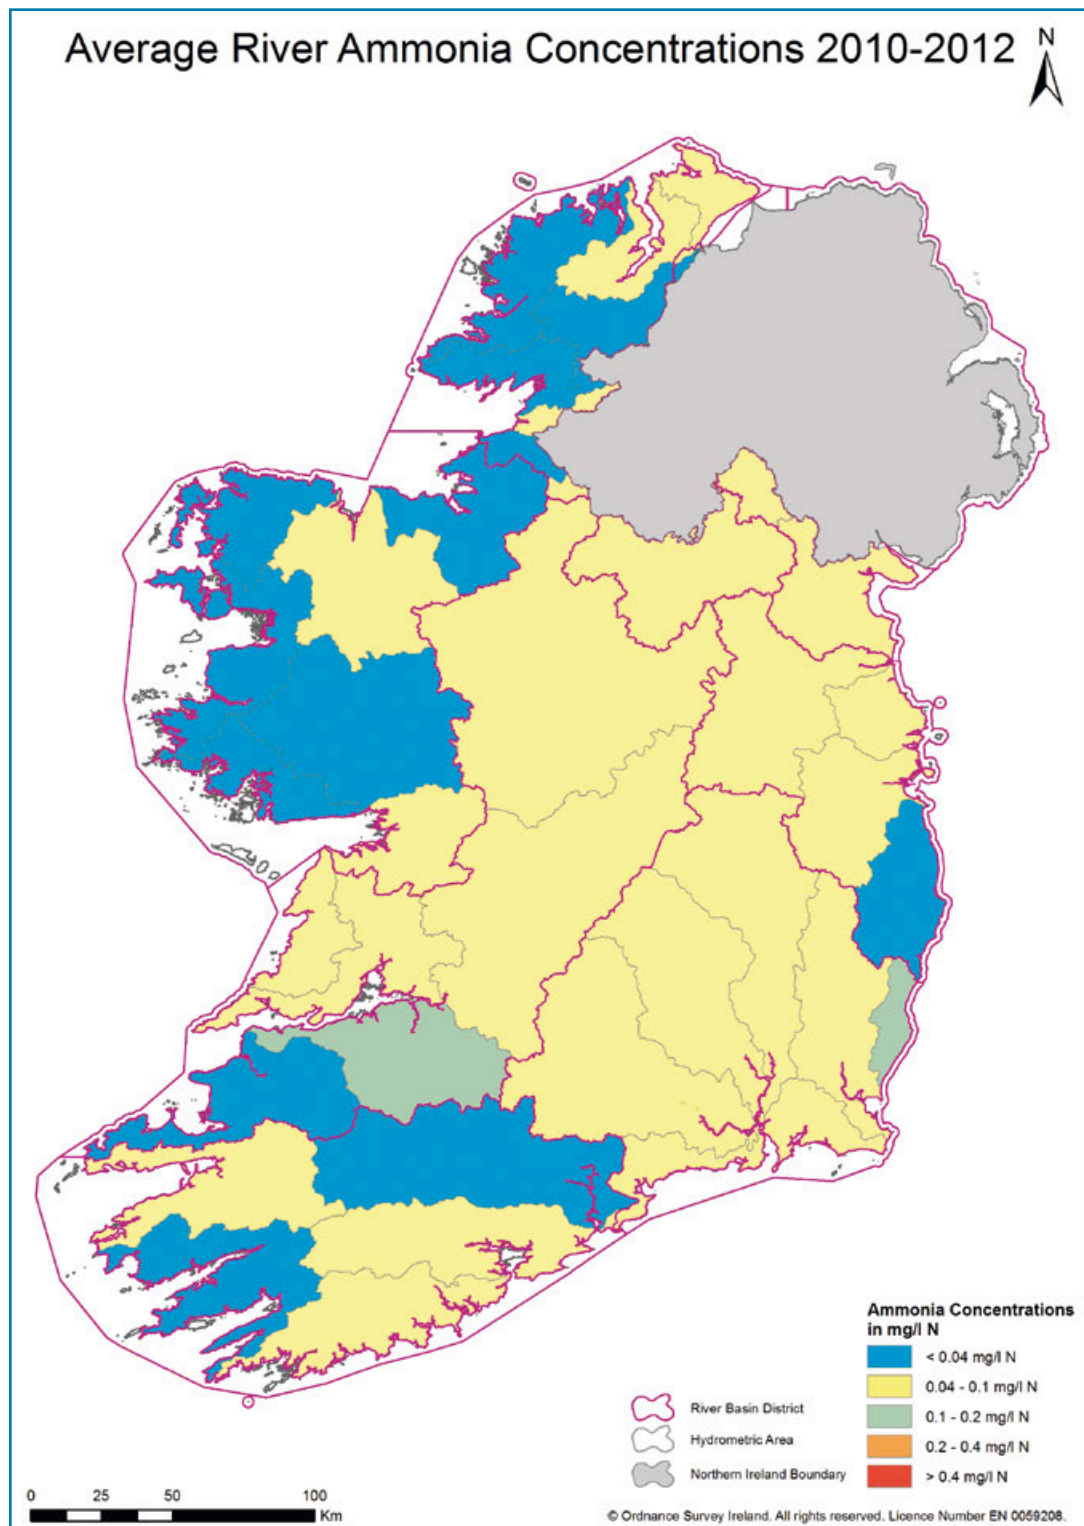 Average River Ammonia Concentrations 2010-2012
N
Ammonia Concentrations
in mg/l N
< 0.04 mg/l N
0.04 - 0.1 mg/l N
0.1 - 0.2 mg/l N
0.2 - 0.4 mg/l N
> 0.4 mg/l N
River Basin District
Hydrometric Area
Northern Ireland Boundary
0 25 50 100
Km
© Ordnance Survey Ireland. All rights reserved. Licence Number EN 0059208.